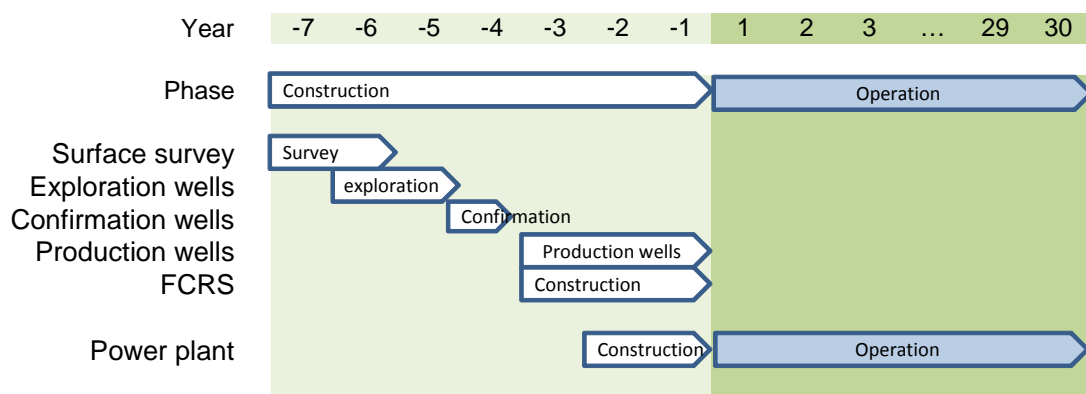 Year -7 -6 -5 -4 -3 -2 -1 1 2 3 … 29 30
Phase Construction Operation
Surface survey Survey
Exploration wells exploration
Confirmation wells Confirmation
Production wells Production wells
FCRS Construction
Power plant Construction Operation